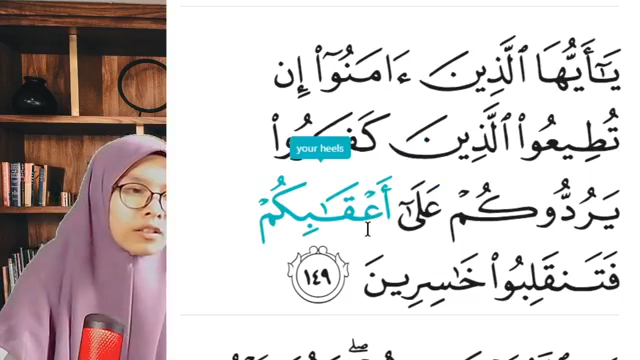 يَـٰٓأَيُّهَا ٱلَّذِينَ ءَامَنُوٓا۟ إِن
تُطِيعُوا۟ ٱلَّذِينَ كَفَرُوا۟
your heels
يَرُدُّوكُمْ عَلَىٰٓ أَعْقَـٰبِكُمْ
فَتَنقَلِبُوا۟ خَـٰسِرِينَ ١٤٩